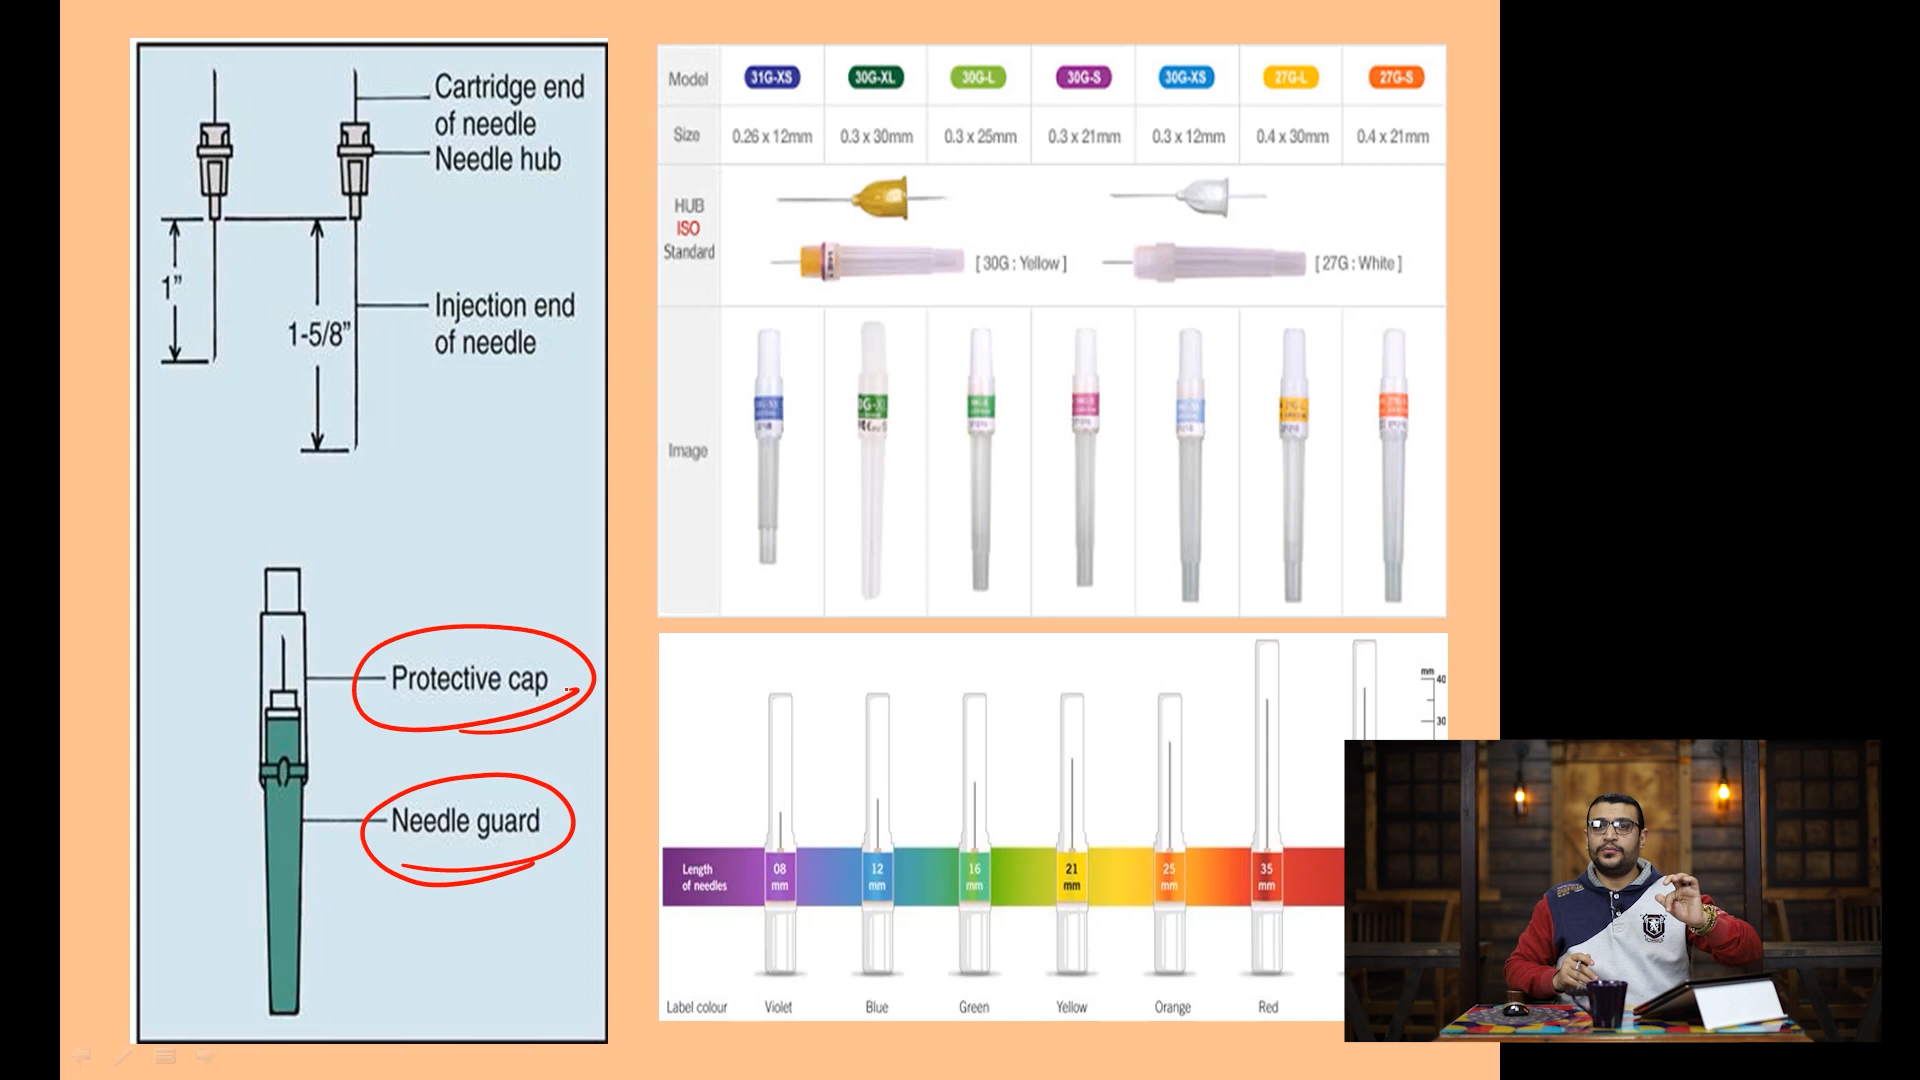 Cartridge end
of needle
Needle hub
1”
1-5/8”
Injection end
of needle
Protective cap
Needle guard
Model 31G-XS 30G-XL 30G-L 30G-S 30G-XS 27G-L 27G-S
Size 0.26 x 12mm 0.3 x 30mm 0.3 x 25mm 0.3 x 21mm 0.3 x 12mm 0.4 x 30mm 0.4 x 21mm
HUB
ISO
Standard
[ 30G : Yellow ] [ 27G : White ]
Image
mm
40
30
Length
of needles
08
mm
12
mm
16
mm
21
mm
25
mm
35
mm
Label colour Violet Blue Green Yellow Orange Red